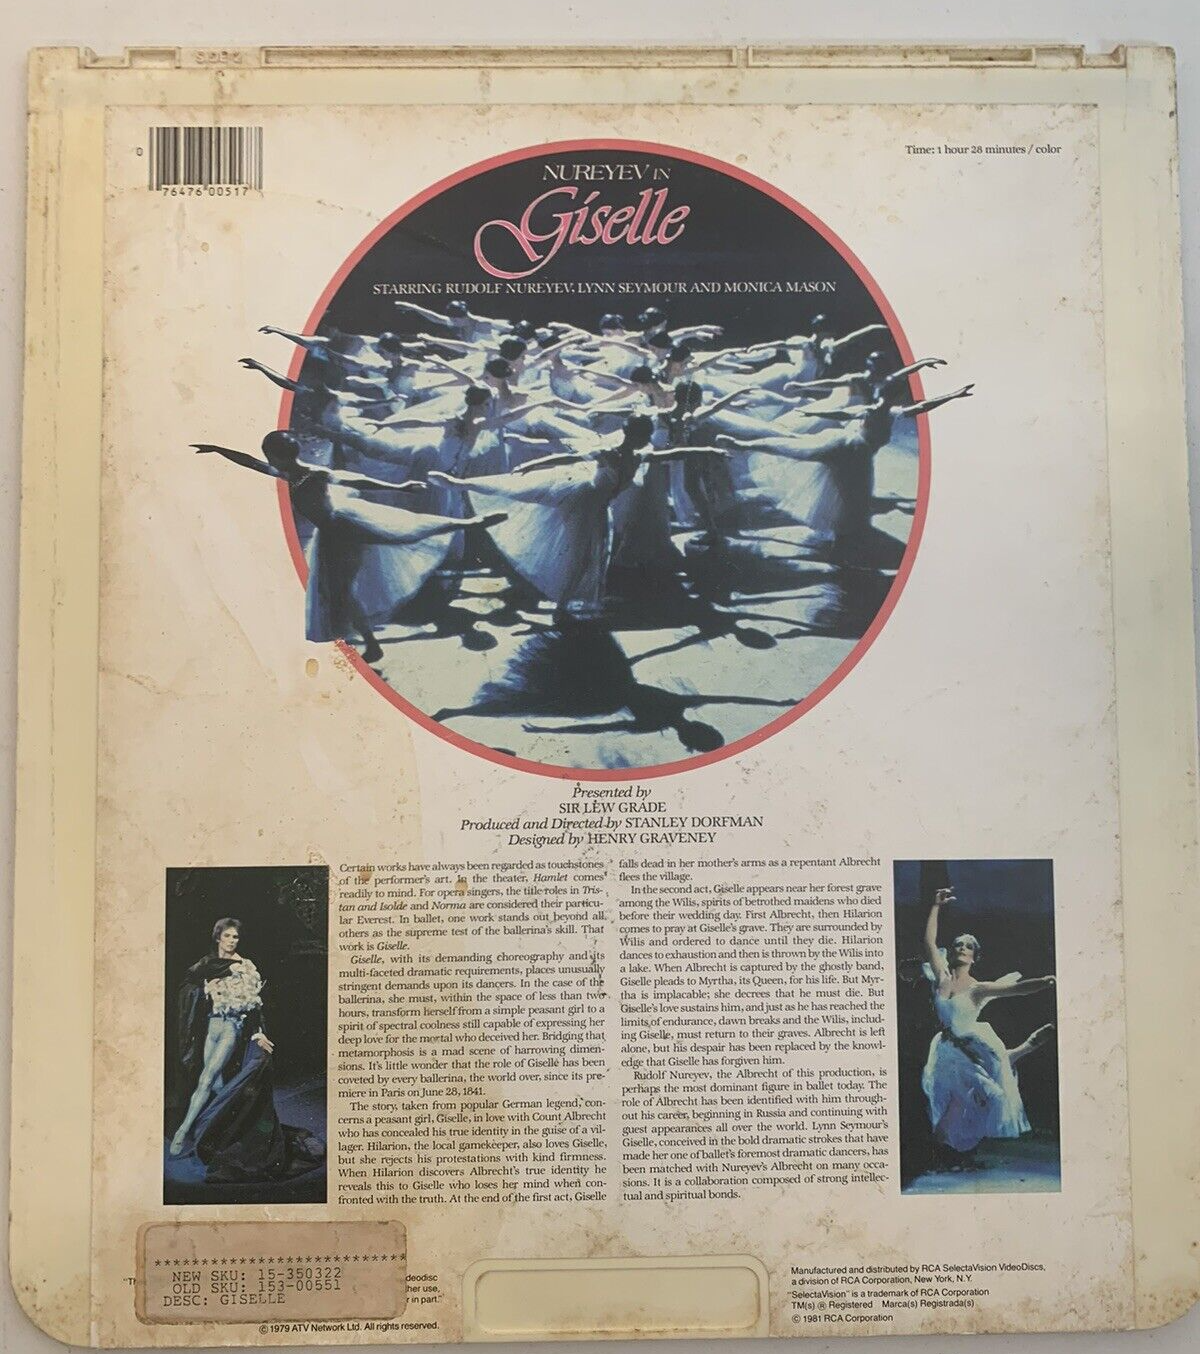 SIDE 2
0
76476 00517
Time: 1 hour 28 minutes / color
NUREYEV IN
Giselle
STARRING RUDOLF NUREYEV, LYNN SEYMOUR AND MONICA MASON
Presented by
SIR LEW GRADE
Produced and Directed by STANLEY DORFMAN
Designed by HENRY GRAVENEY
Certain works have always been regarded as touchstones
of the performer's art. In the theater, Hamlet comes
readily to mind. For opera singers, the title roles in Tris-
tan and Isolde and Norma are considered their particu-
lar Everest. In ballet, one work stands out beyond all
others as the supreme test of the ballerina's skill. That
work is Giselle.
Giselle, with its demanding choreography and its
multi-faceted dramatic requirements, places unusually
stringent demands upon its dancers. In the case of the
ballerina, she must, within the space of less than two
hours, transform herself from a simple peasant girl to a
spirit of spectral coolness still capable of expressing her
deep love for the mortal who deceived her. Bridging that
metamorphosis is a mad scene of harrowing dimen-
sions. It's little wonder that the role of Giselle has been
coveted by every ballerina, the world over, since its pre-
miere in Paris on June 28, 1841.
The story, taken from popular German legend, con-
cerns a peasant girl, Giselle, in love with Count Albrecht
who has concealed his true identity in the guise of a vil-
lager. Hilarion, the local gamekeeper, also loves Giselle,
but she rejects his protestations with kind firmness.
When Hilarion discovers Albrecht's true identity he
reveals this to Giselle who loses her mind when con-
fronted with the truth. At the end of the first act, Giselle
falls dead in her mother's arms as a repentant Albrecht
flees the village.
In the second act, Giselle appears near her forest grave
among the Wilis, spirits of betrothed maidens who died
before their wedding day. First Albrecht, then Hilarion
comes to pray at Giselle's grave. They are surrounded by
Wilis and ordered to dance until they die. Hilarion
dances to exhaustion and then is thrown by the Wilis into
a lake. When Albrecht is captured by the ghostly band,
Giselle pleads to Myrtha, its Queen, for his life. But Myr-
tha is implacable; she decrees that he must die. But
Giselle's love sustains him, and just as he has reached the
limits of endurance, dawn breaks and the Wilis, includ-
ing Giselle, must return to their graves. Albrecht is left
alone, but his despair has been replaced by the knowl-
edge that Giselle has forgiven him.
Rudolf Nureyev, the Albrecht of this production, is
perhaps the most dominant figure in ballet today. The
role of Albrecht has been identified with him through-
out his career, beginning in Russia and continuing with
guest appearances all over the world. Lynn Seymour's
Giselle, conceived in the bold dramatic strokes that have
made her one of ballet's foremost dramatic dancers, has
been matched with Nureyev's Albrecht on many occa-
sions. It is a collaboration composed of strong intellec-
tual and spiritual bonds.
****************************
NEW SKU: 15-350322
OLD SKU: 153-00551
DESC: GISELLE
"Th
deodisc
her use,
r in part."
© 1979 ATV Network Ltd. All rights reserved.
Manufactured and distributed by RCA SelectaVision VideoDiscs,
a division of RCA Corporation, New York, N.Y.
"SelectaVision" is a trademark of RCA Corporation
TM(s) ® Registered Marca(s) Registrada(s)
© 1981 RCA Corporation